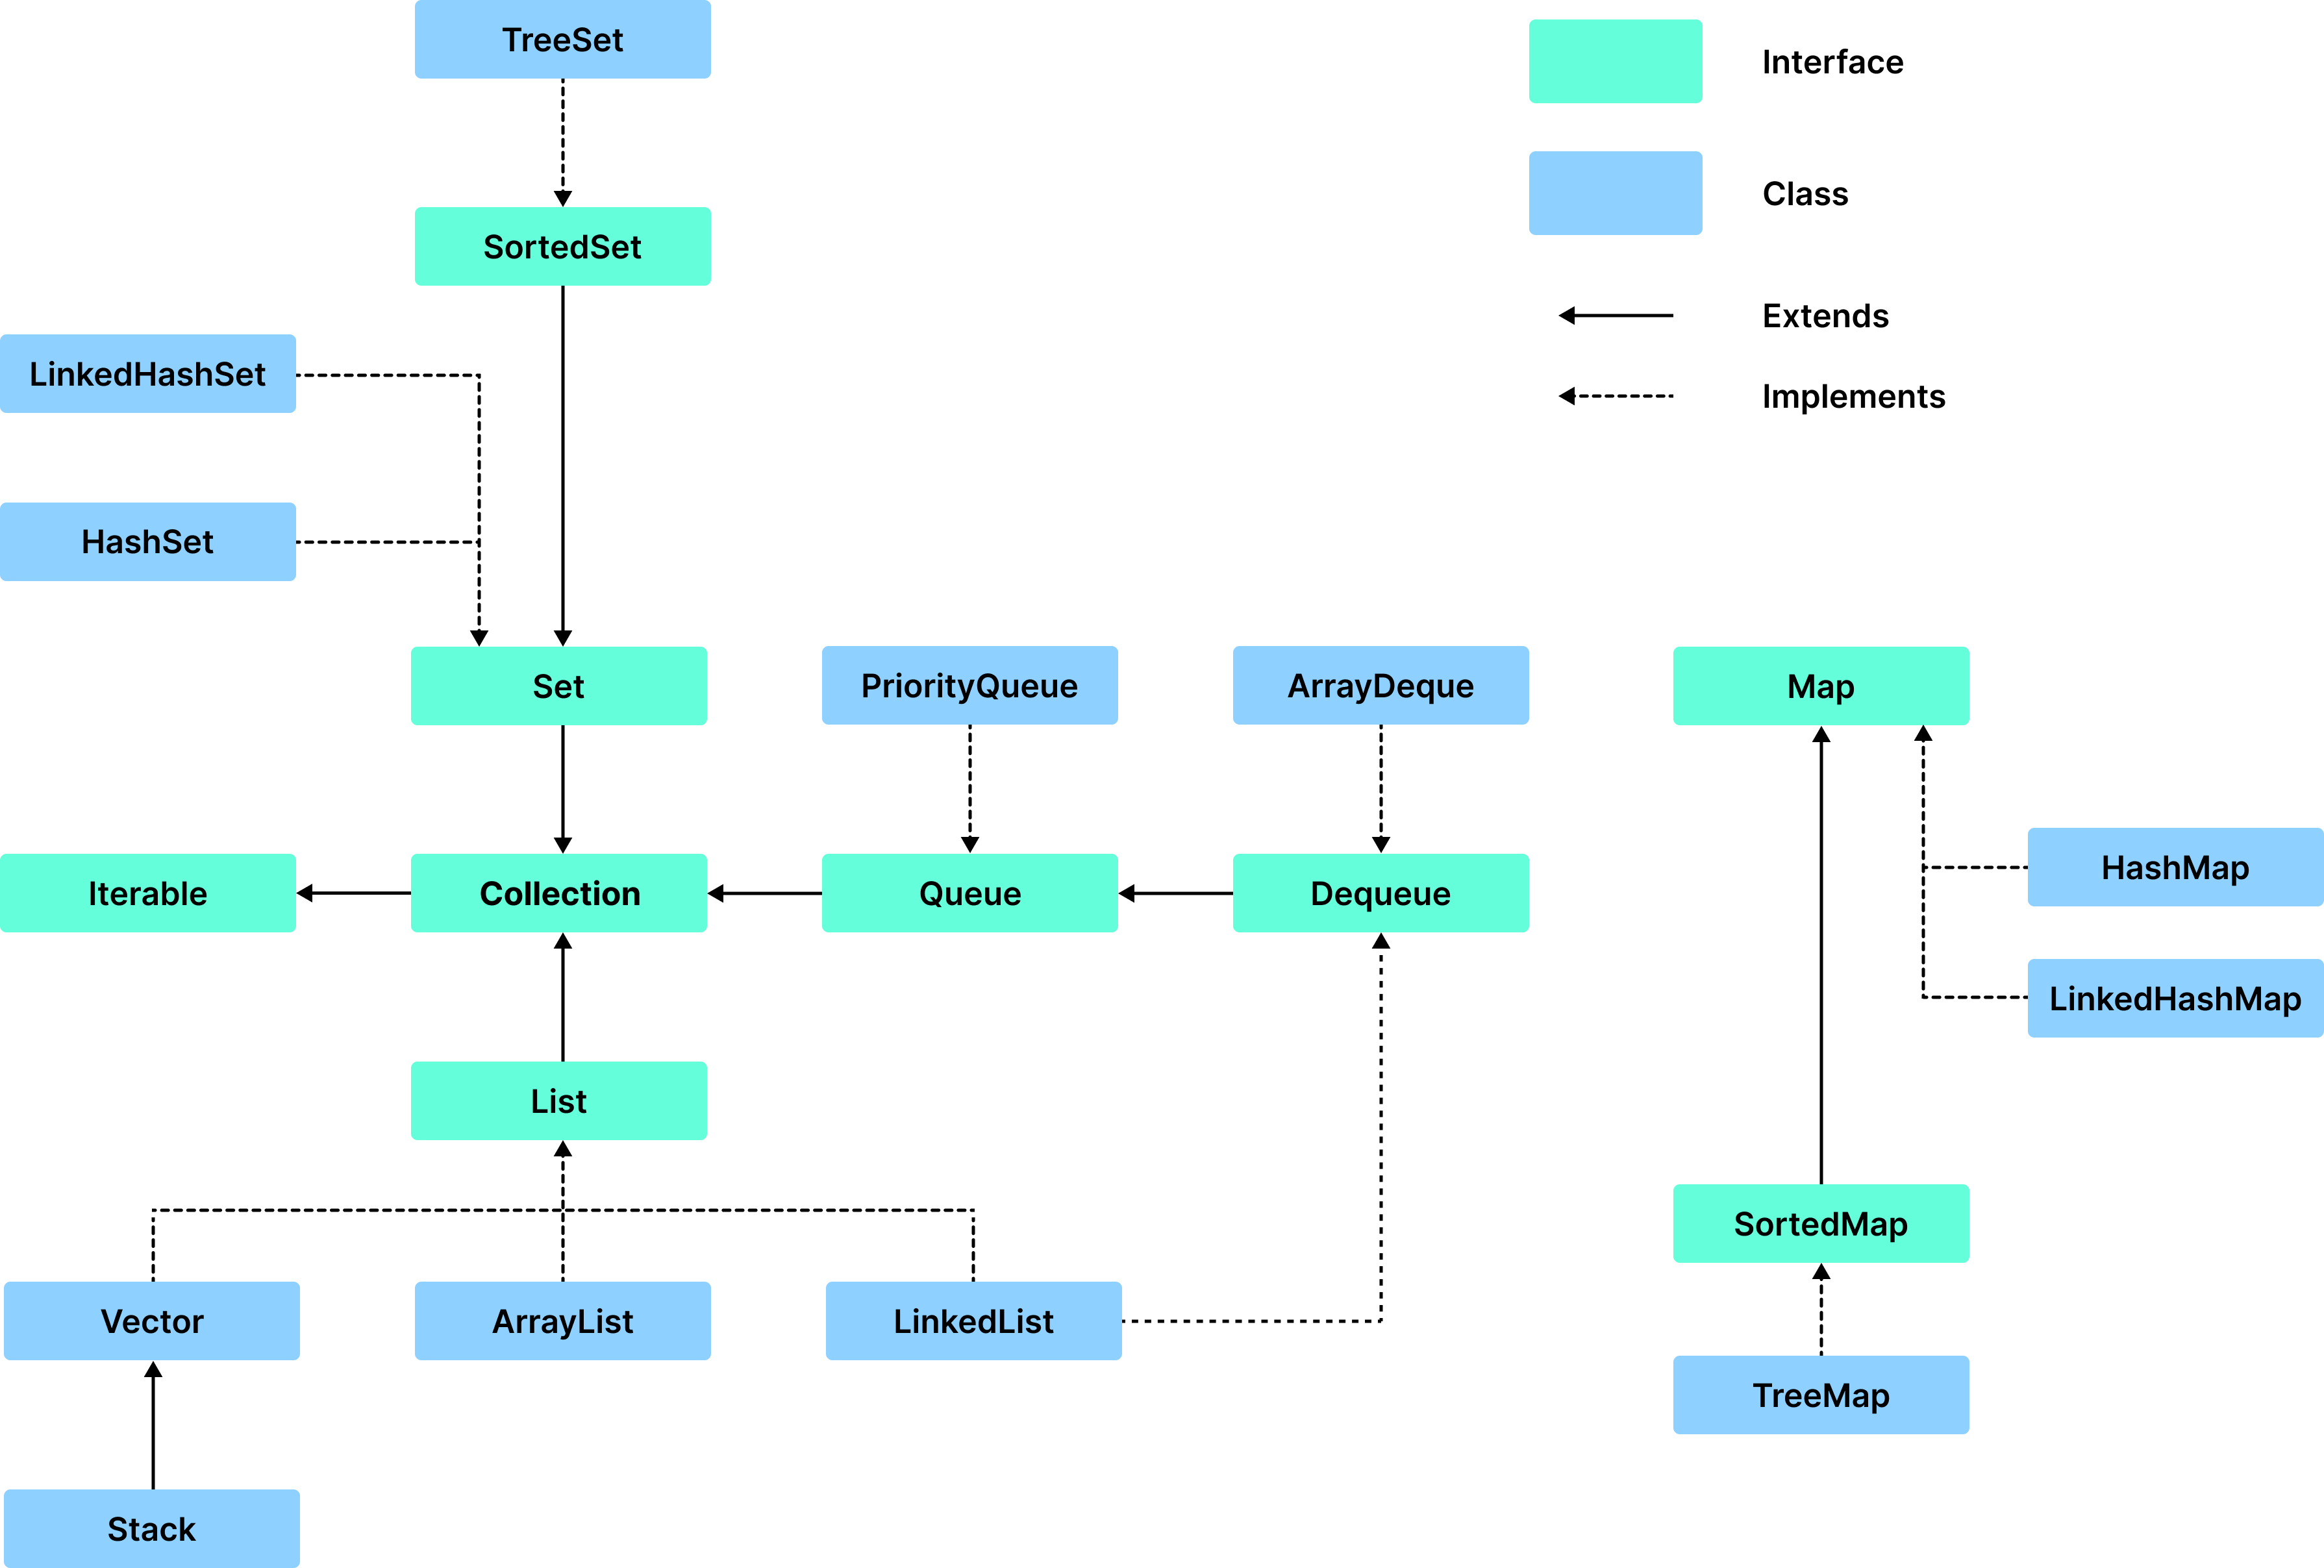 TreeSet
Interface
Class
SortedSet
Extends
LinkedHashSet
Implements
HashSet
Set
PriorityQueue
ArrayDeque
Map
HashMap
Iterable
Collection
Queue
Dequeue
LinkedHashMap
List
SortedMap
Vector
ArrayList
LinkedList
TreeMap
Stack